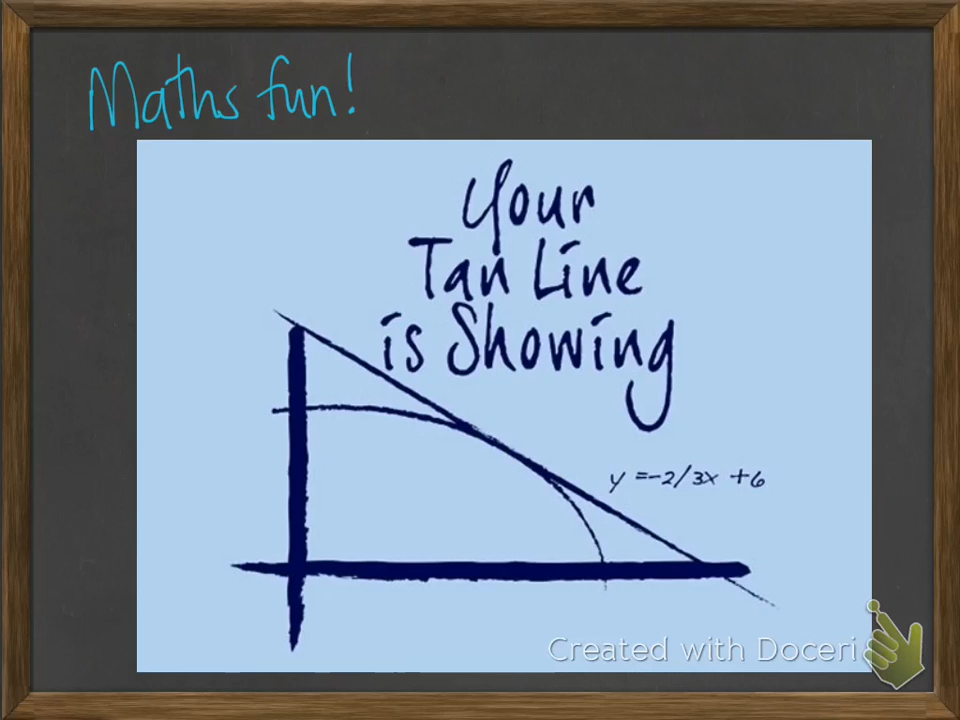 Maths fun!
Your
Tan Line
is Showing
y =-2/3x +6
Created with Doceri